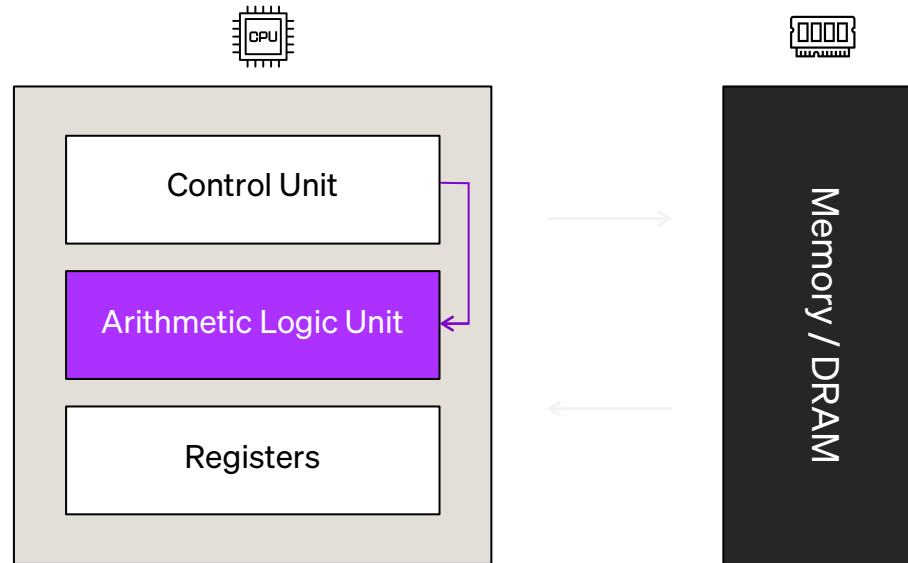 CPU
Control Unit
Arithmetic Logic Unit
Registers
Memory / DRAM